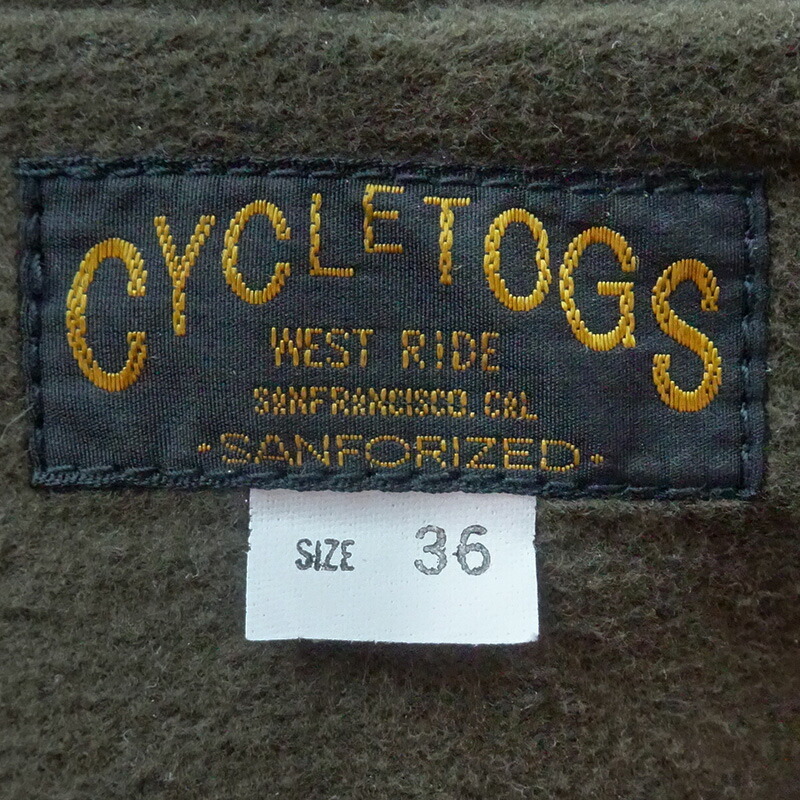 CYCLETOGS
WEST RIDE
SANFRANCISCO. CAL
-SANFORIZED-
SIZE 36